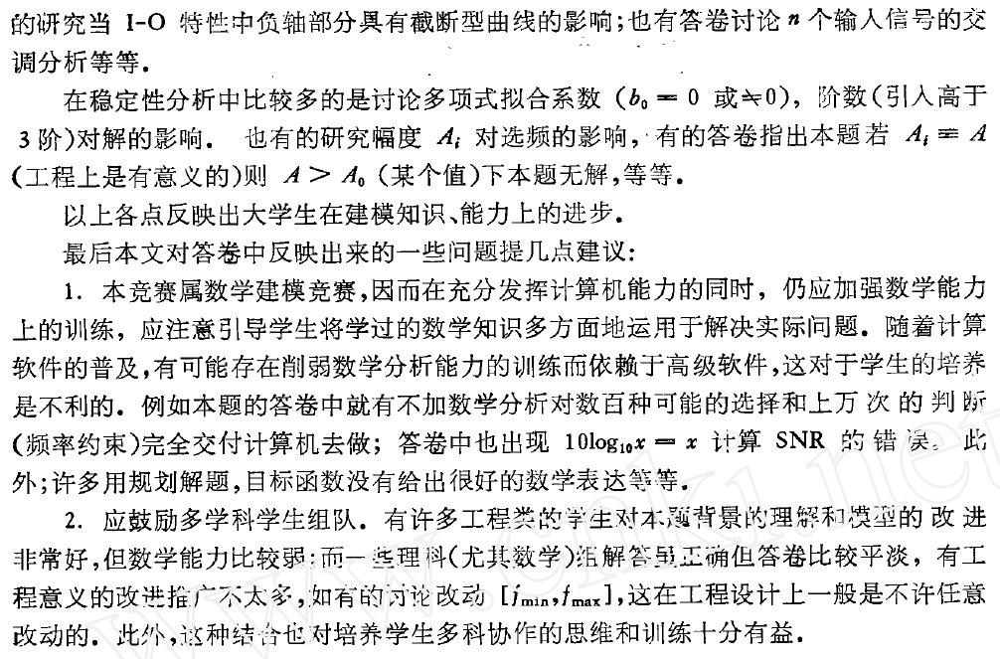 的研究当 I-O 特性中负轴部分具有截断型曲线的影响;也有答卷讨论 n 个输入信号的交
调分析等等.
在稳定性分析中比较多的是讨论多项式拟合系数 (b₀ = 0 或≒0), 阶数(引入高于
3 阶)对解的影响. 也有的研究幅度 Aᵢ 对选频的影响, 有的答卷指出本题若 Aᵢ ≡ A
(工程上是有意义的)则 A > A₀ (某个值)下本题无解,等等.
以上各点反映出大学生在建模知识、能力上的进步.
最后本文对答卷中反映出来的一些问题提几点建议:
1. 本竞赛属数学建模竞赛,因而在充分发挥计算机能力的同时, 仍应加强数学能力
上的训练, 应注意引导学生将学过的数学知识多方面地运用于解决实际问题. 随着计算
软件的普及,有可能存在削弱数学分析能力的训练而依赖于高级软件,这对于学生的培养
是不利的. 例如本题的答卷中就有不加数学分析对数百种可能的选择和上万次的判断
(频率约束)完全交付计算机去做; 答卷中也出现 10log₁₀x = x 计算 SNR 的错误. 此
外;许多用规划解题,目标函数没有给出很好的数学表达等等.
2. 应鼓励多学科学生组队. 有许多工程类的学生对本题背景的理解和模型的改进
非常好,但数学能力比较弱;而一些理科(尤其数学)组解答虽正确但答卷比较平淡, 有工
程意义的改进推广不太多,如有的讨论改动 [fmin,fmax],这在工程设计上一般是不许任意
改动的. 此外,这种结合也对培养学生多科协作的思维和训练十分有益.
www.cnki.net